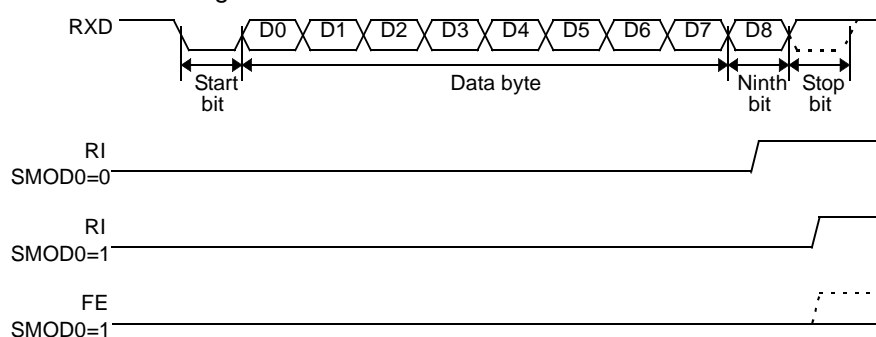 RXD D0 D1 D2 D3 D4 D5 D6 D7 D8
Start bit Data byte Ninth bit Stop bit
RI
SMOD0=0
RI
SMOD0=1
FE
SMOD0=1